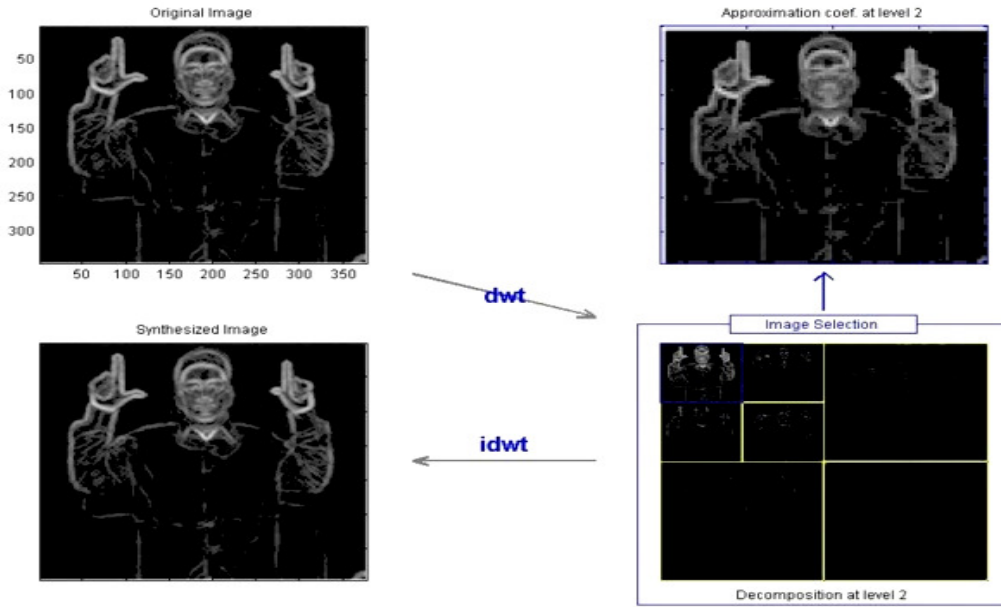 Original Image
50
100
150
200
250
300
50 100 150 200 250 300 350
Approximation coef. at level 2
dwt
Synthesized Image
idwt
Image Selection
Decomposition at level 2